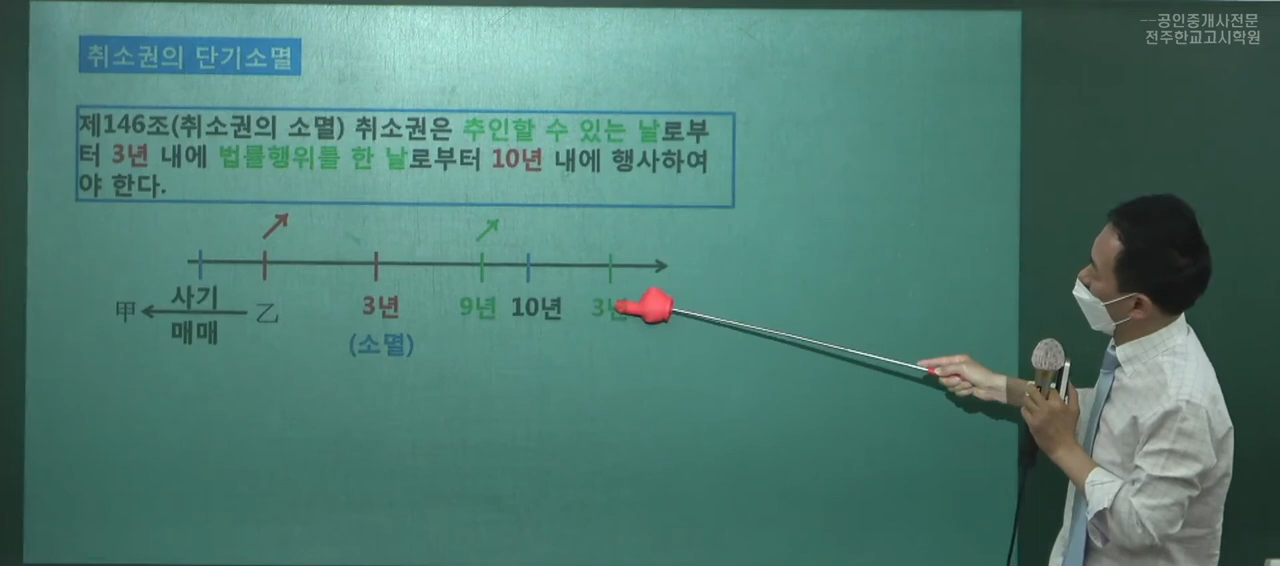 --공인중개사전문
전주한교고시학원
취소권의 단기소멸
제146조(취소권의 소멸) 취소권은 추인할 수 있는 날로부
터 3년 내에 법률행위를 한 날로부터 10년 내에 행사하여
야 한다.
甲 사기 乙 3년 9년 10년 3년
매매 (소멸)